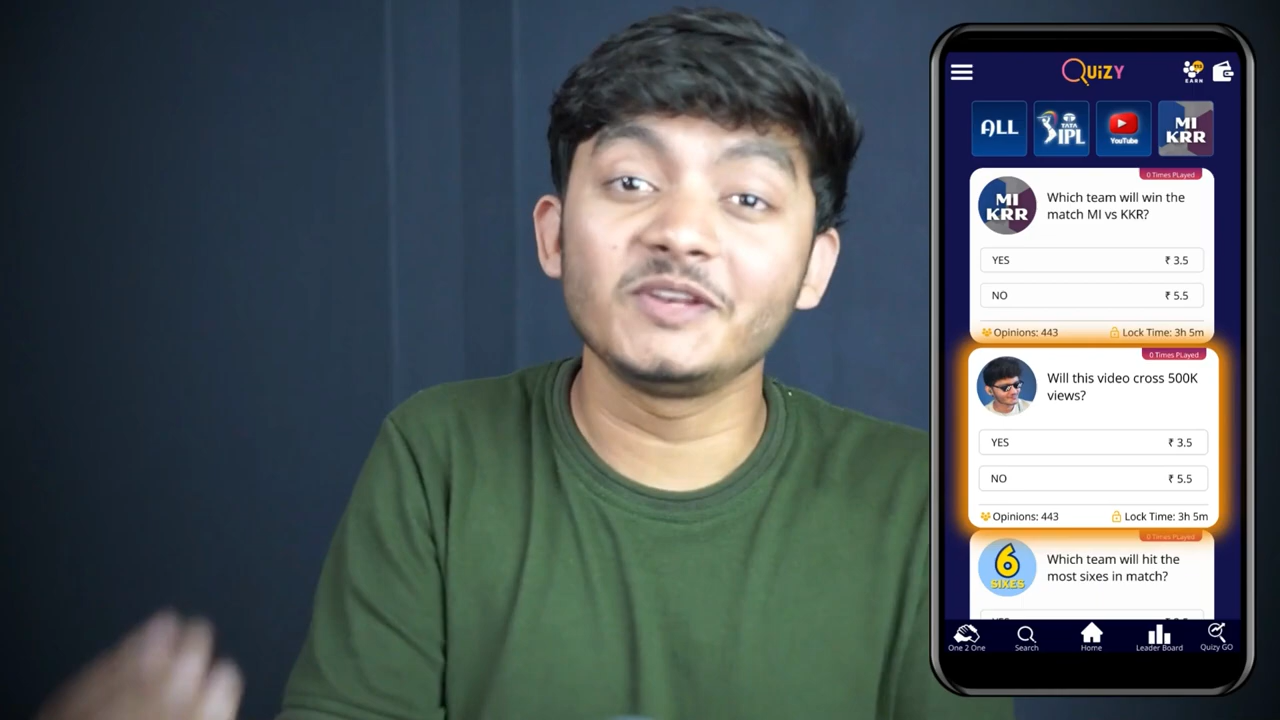 QUiZY
EARN
ALL
TATA
IPL
YouTube
MI
KRR
0 Times PLayed
MI
KRR
Which team will win the
match MI vs KKR?
YES ₹ 3.5
NO ₹ 5.5
Opinions: 443 Lock Time: 3h 5m
0 Times PLayed
Will this video cross 500K
views?
YES ₹ 3.5
NO ₹ 5.5
Opinions: 443 Lock Time: 3h 5m
0 Times PLayed
6
SIXES
Which team will hit the
most sixes in match?
One 2 One Search Home Leader Board Quizy GO